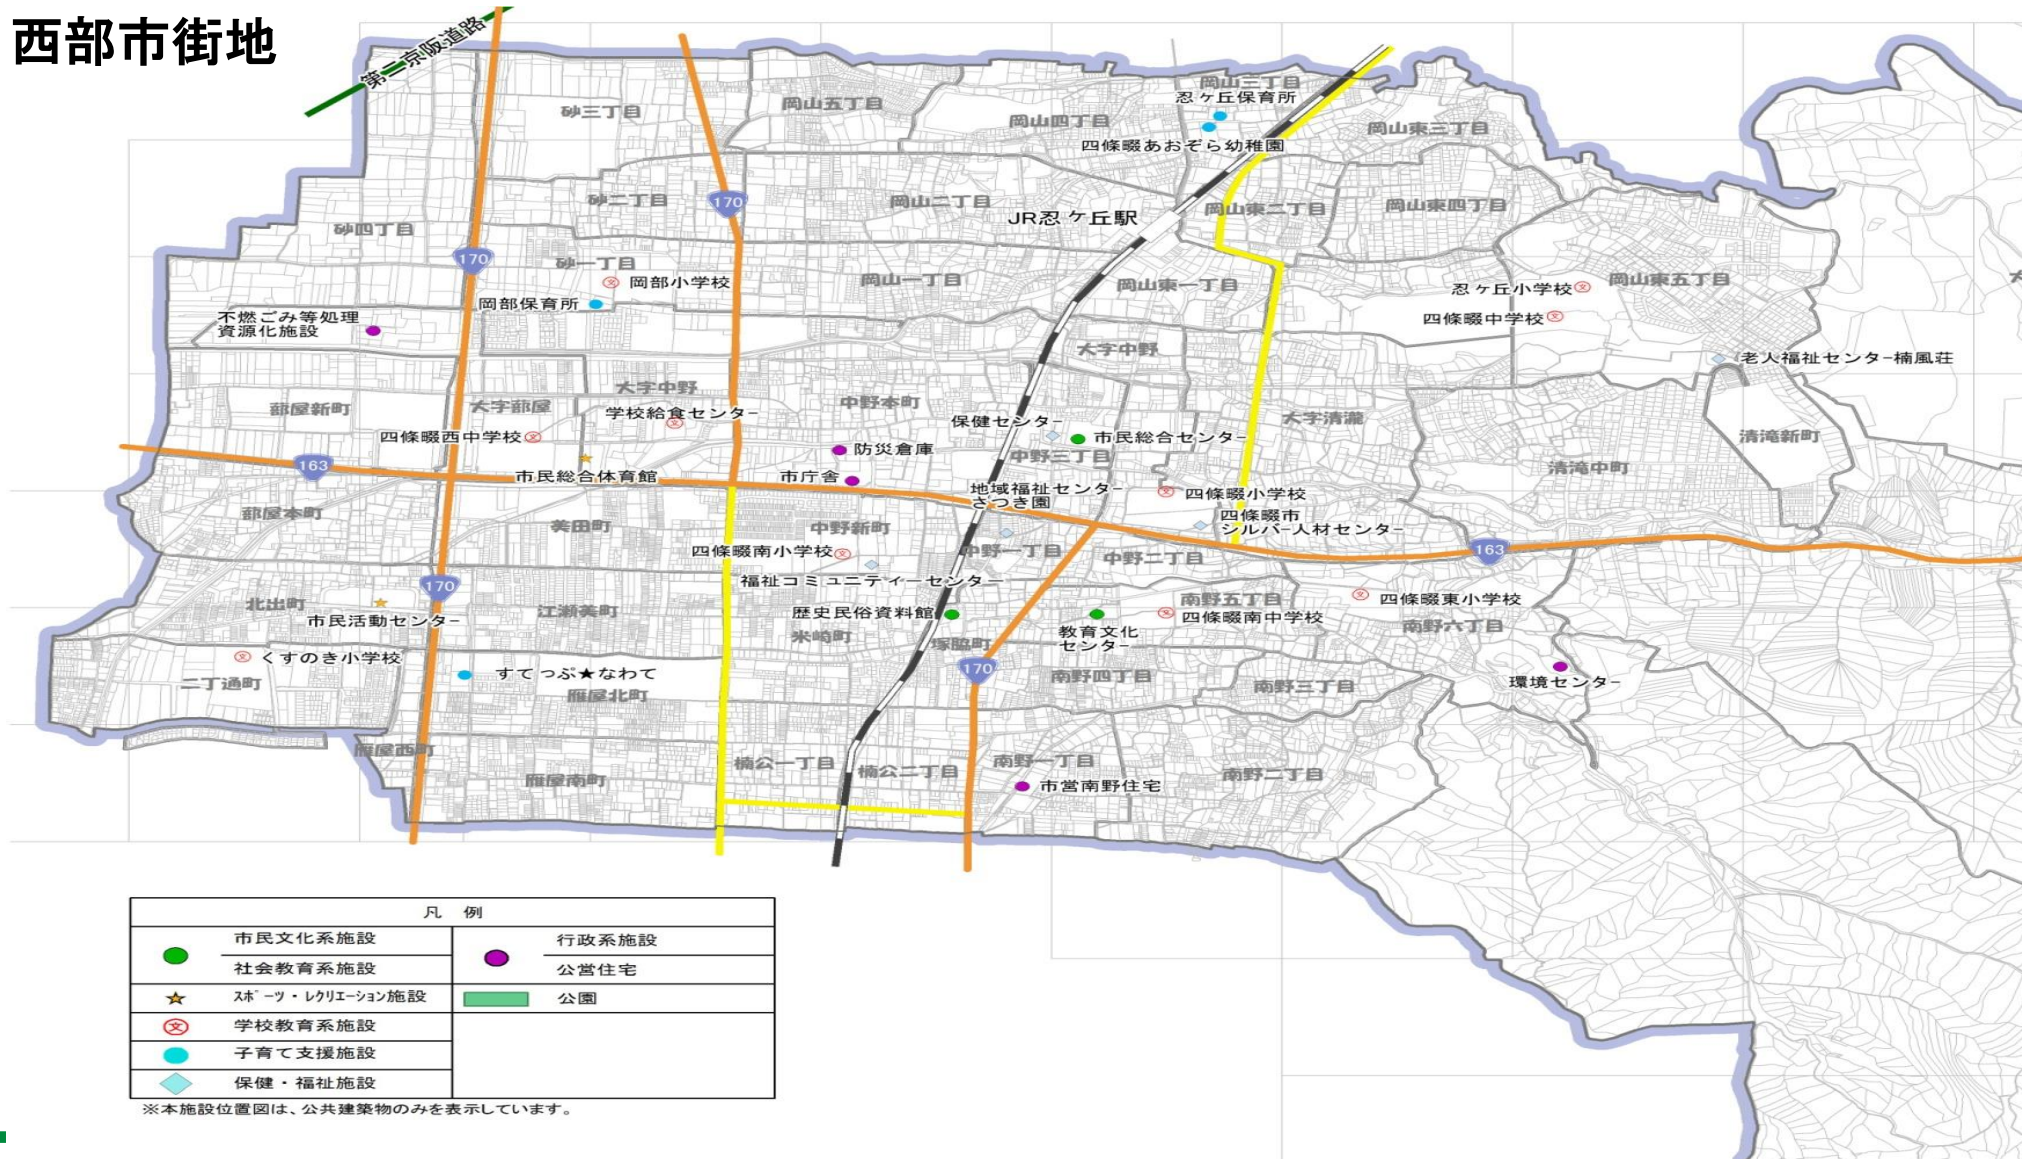 西部市街地
第二京阪道路
砂三丁目
岡山五丁目
岡山三丁目
忍ヶ丘保育所
岡山四丁目
岡山東三丁目
四條畷あおぞら幼稚園
170
砂二丁目
岡山二丁目
岡山東二丁目
岡山東四丁目
JR忍ケ丘駅
砂四丁目
170
砂一丁目
岡部小学校
岡山一丁目
岡山東一丁目
忍ヶ丘小学校
岡山東五丁目
岡部保育所
不燃ごみ等処理
資源化施設
四條畷中学校
大字中野
老人福祉センター楠風荘
大字中野
蔀屋新町
大字蔀屋
学校給食センター
中野本町
保健センター
大字清瀧
四條畷西中学校
市民総合センター
清滝新町
防災倉庫
中野三丁目
163
市民総合体育館
市庁舎
清滝中町
地域福祉センター
さつき園
四條畷小学校
蔀屋本町
美田町
中野新町
四條畷市
シルバー人材センター
四條畷南小学校
中野一丁目
中野二丁目
163
170
福祉コミュニティーセンター
北出町
江瀬美町
歴史民俗資料館
南野五丁目
四條畷東小学校
市民活動センター
四條畷南中学校
米崎町
塚脇町
教育文化
センター
南野六丁目
くすのき小学校
170
すてっぷ★なわて
南野四丁目
南野三丁目
環境センター
二丁通町
雁屋北町
雁屋西町
楠公一丁目
楠公二丁目
南野一丁目
南野二丁目
雁屋南町
市営南野住宅
凡 例
市民文化系施設
行政系施設
社会教育系施設
公営住宅
スポーツ・レクリエーション施設
公園
文
学校教育系施設
子育て支援施設
保健・福祉施設
※本施設位置図は、公共建築物のみを表示しています。